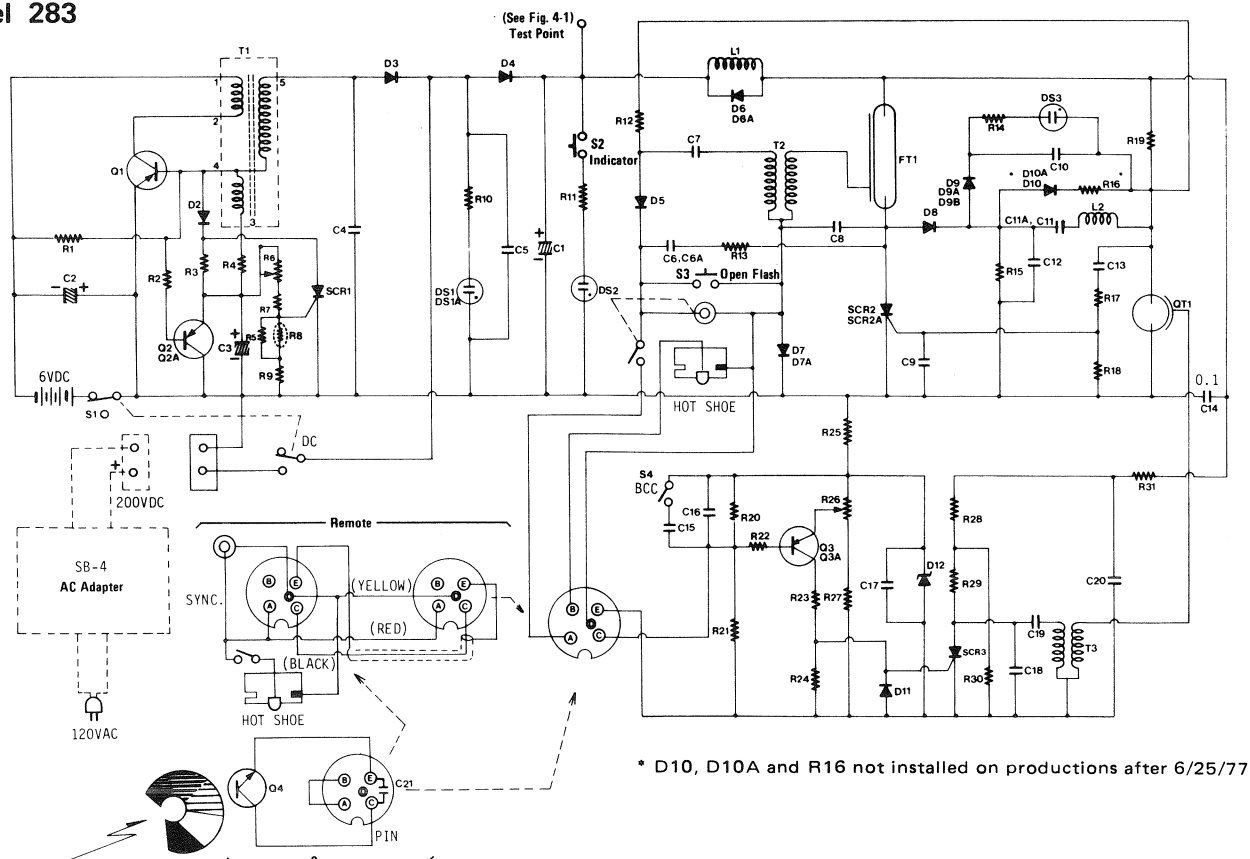 el 283
(See Fig. 4-1)
Test Point
T1
1
5
2
4
3
D3
D4
L1
D6
D6A
DS3
R14
R12
S2
Indicator
C7
T2
FT1
C10
R19
Q1
D2
D5
D10A
D10
* *
R16
D9
D9A
D9B
L2
R10
R11
D8
C11A, C11
R1
C4
C5
+
C1
C8
C6,C6A
R13
C12
C13
C2
- +
R2
R3
R4
R6
S3
Open Flash
R15
SCR1
DS1
DS1A
DS2
SCR2
SCR2A
R17
QT1
R7
R5
R8
Q2
Q2A
+
C3
-
R9
D7
D7A
C9
R18
6VDC
S1
HOT SHOE
0.1
C14
DC
+
200VDC
R25
S4
BCC
R31
Remote
C16
C15
R20
R22
R26
R28
Q3
Q3A
SB-4
AC Adapter
SYNC.
B E
A C
(YELLOW)
B E
A C
(RED)
(BLACK)
B E
A C
C17
D12
R29
C20
R23
R27
R21
C19
T3
SCR3
C18
R24
R30
D11
HOT SHOE
120VAC
Q4
B E
A C
C21
PIN
* D10, D10A and R16 not installed on productions after 6/25/77